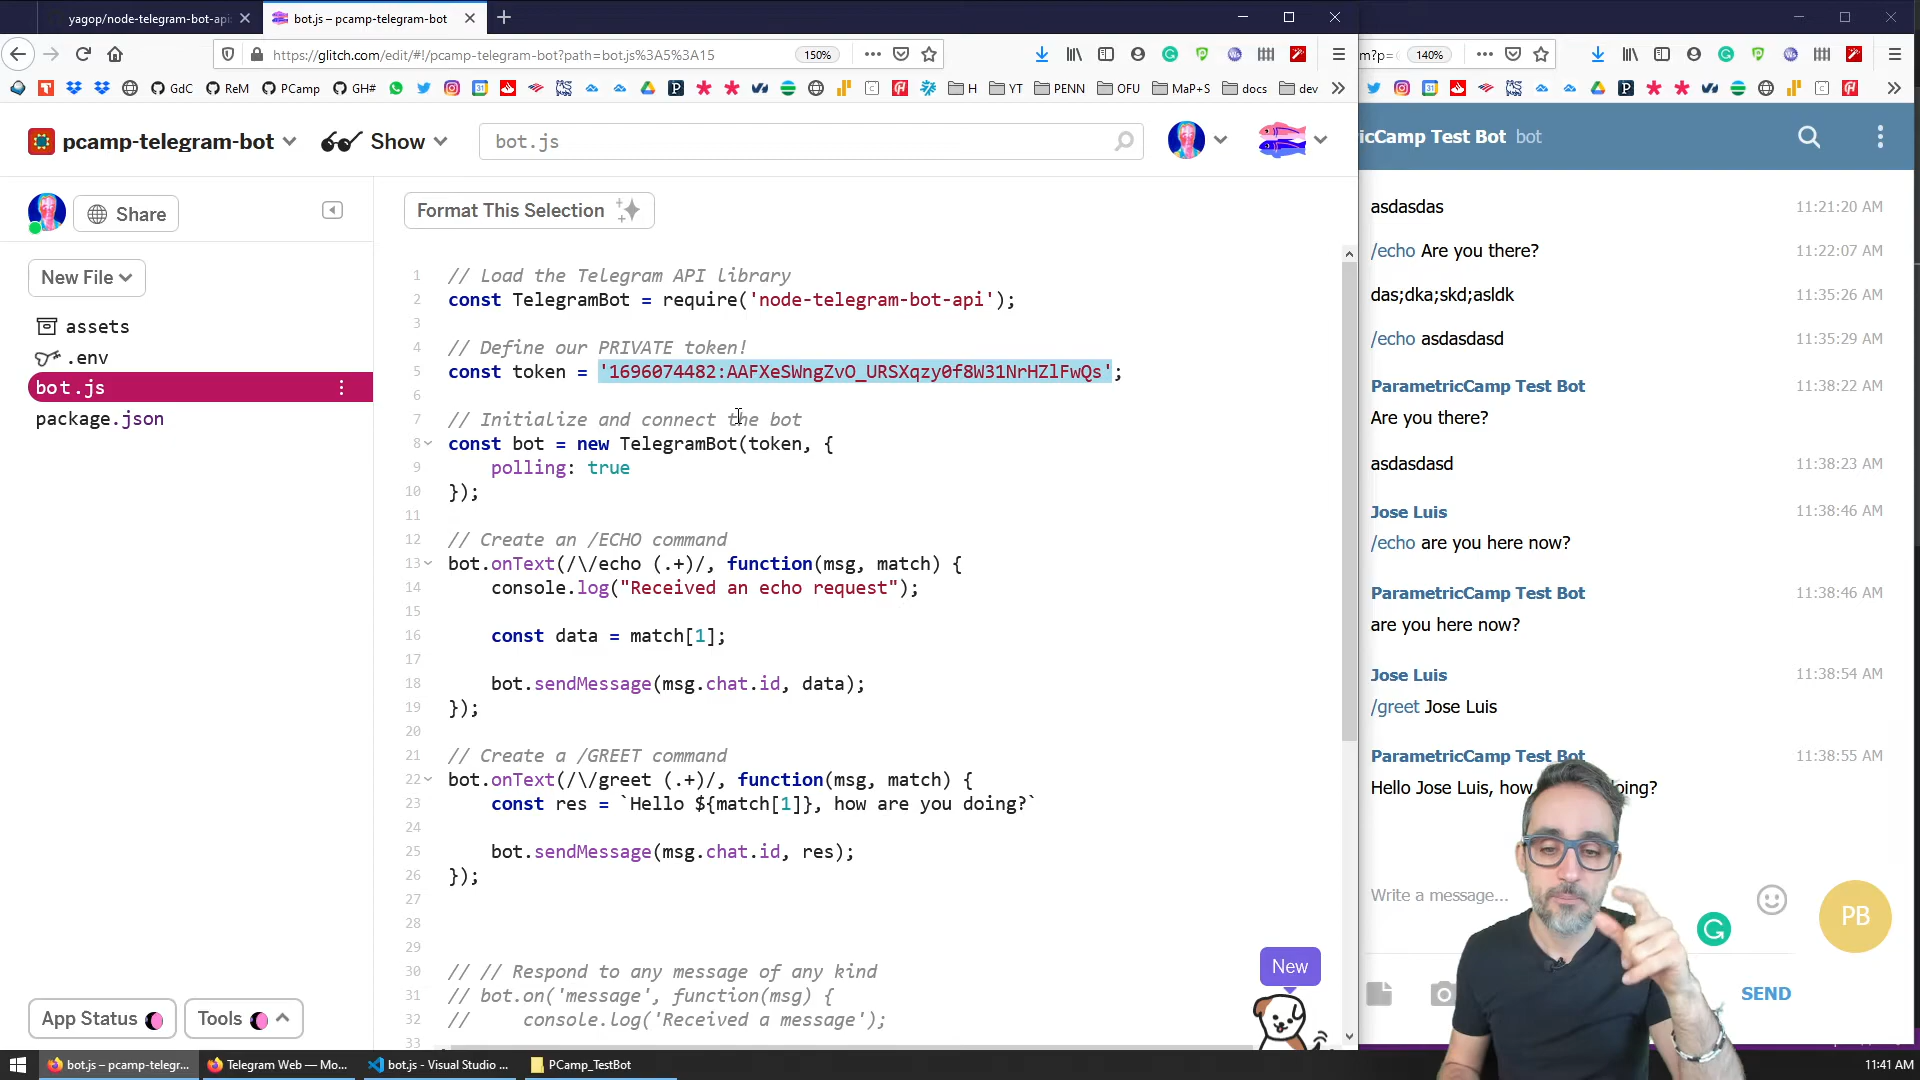 yagop/node-telegram-bot-api:
bot.js – pcamp-telegram-bot
https://glitch.com/edit/#!/pcamp-telegram-bot?path=bot.js%3A5%3A15
150%
m?p=
140%
GdC
ReM
PCamp
GH#
H
YT
PENN
OFU
MaP+S
docs
dev
pcamp-telegram-bot
Show
bot.js
Share
New File
assets
.env
bot.js
package.json
App Status
Tools
Format This Selection
1 // Load the Telegram API library
2 const TelegramBot = require('node-telegram-bot-api');
3
4 // Define our PRIVATE token!
5 const token = '1696074482:AAFXeSWngZvO_URSXqzy0f8W31NrHZlFwQs';
6
7 // Initialize and connect the bot
8 const bot = new TelegramBot(token, {
9 polling: true
10 });
11
12 // Create an /ECHO command
13 bot.onText(/\/echo (.+)/, function(msg, match) {
14 console.log("Received an echo request");
15
16 const data = match[1];
17
18 bot.sendMessage(msg.chat.id, data);
19 });
20
21 // Create a /GREET command
22 bot.onText(/\/greet (.+)/, function(msg, match) {
23 const res = `Hello ${match[1]}, how are you doing?`
24
25 bot.sendMessage(msg.chat.id, res);
26 });
27
28
29
30 // // Respond to any message of any kind
31 // bot.on('message', function(msg) {
32 // console.log('Received a message');
33
New
icCamp Test Bot bot
asdasdas 11:21:20 AM
/echo Are you there? 11:22:07 AM
das;dka;skd;asldk 11:35:26 AM
/echo asdasdasd 11:35:29 AM
ParametricCamp Test Bot 11:38:22 AM
Are you there?
asdasdasd 11:38:23 AM
Jose Luis 11:38:46 AM
/echo are you here now?
ParametricCamp Test Bot 11:38:46 AM
are you here now?
Jose Luis 11:38:54 AM
/greet Jose Luis
ParametricCamp Test Bot 11:38:55 AM
Hello Jose Luis, how oing?
Write a message...
PB
SEND
bot.js – pcamp-telegr...
Telegram Web — Mo...
bot.js - Visual Studio ...
PCamp_TestBot
11:41 AM